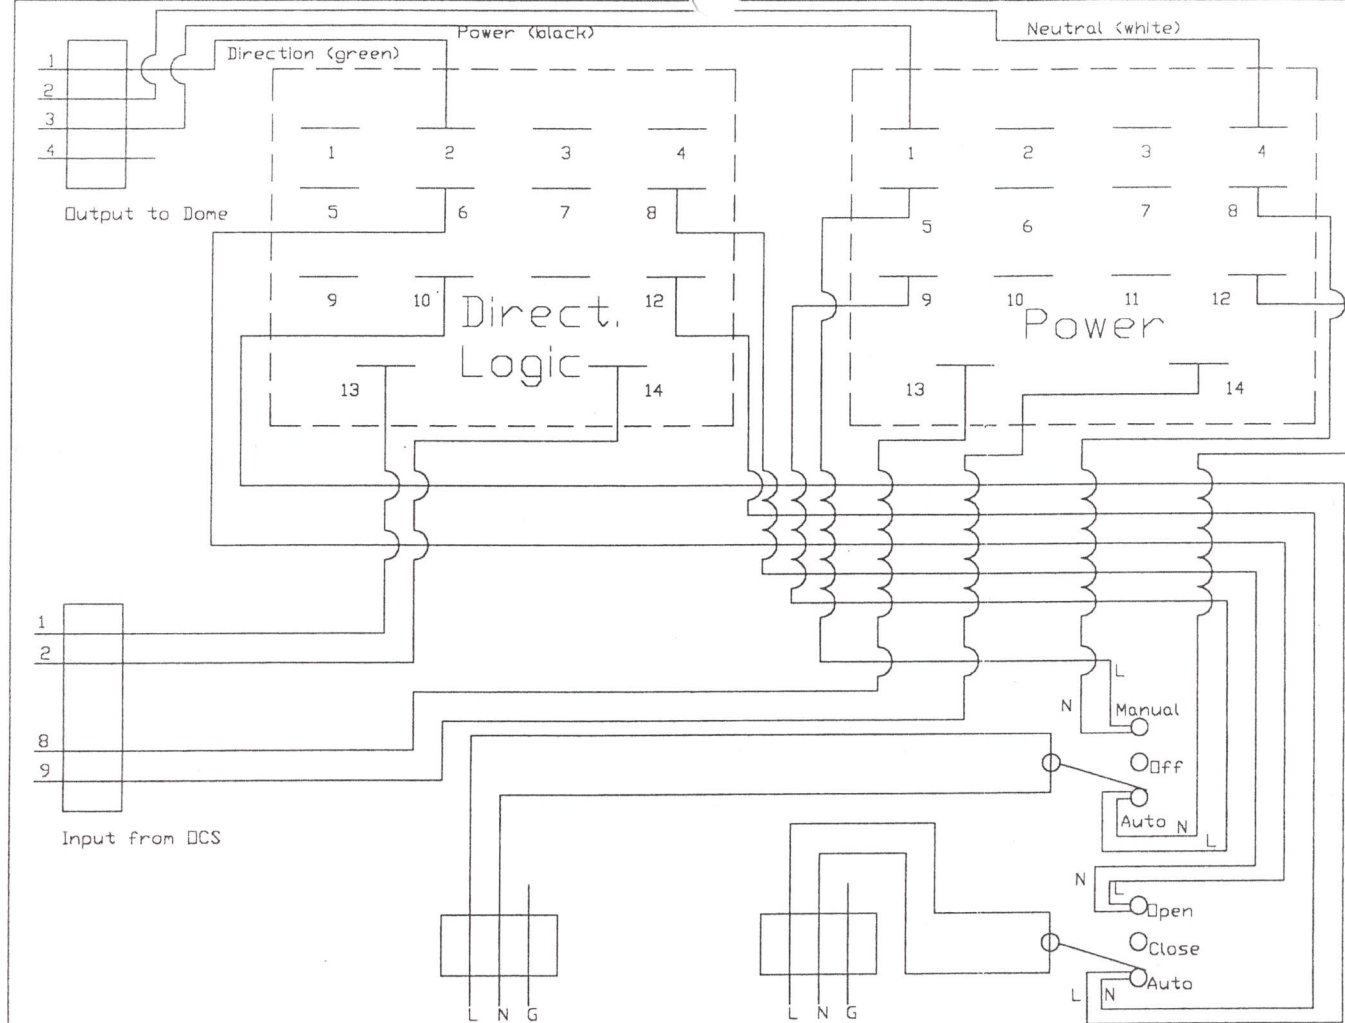 Power (black)
Neutral (white)
Direction (green)
1
2
3
4
Output to Dome
1 2 3 4
5 6 7 8
9 10 12
Direct.
Logic
13 14
1 2 3 4
5 6 7 8
9 10 11 12
Power
13 14
1
2
8
9
Input from OCS
L
N Manual
Off
Auto N L
N L
Open
Close
Auto
L N
L N G
L N G